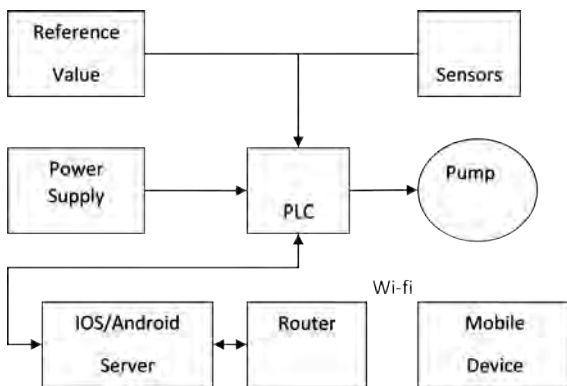 Reference
Value
Sensors
Power
Supply
PLC
Pump
Wi-fi
IOS/Android
Server
Router
Mobile
Device